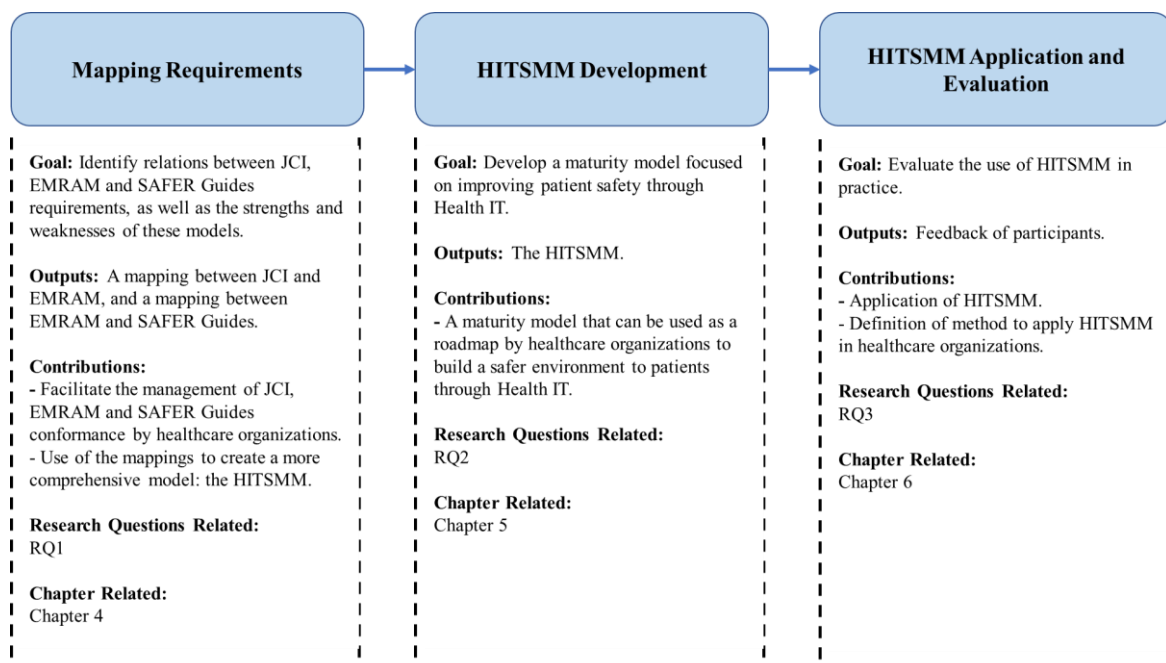 Mapping Requirements
Goal: Identify relations between JCI,
EMRAM and SAFER Guides
requirements, as well as the strengths and
weaknesses of these models.
Outputs: A mapping between JCI and
EMRAM, and a mapping between
EMRAM and SAFER Guides.
Contributions:
- Facilitate the management of JCI,
EMRAM and SAFER Guides
conformance by healthcare organizations.
- Use of the mappings to create a more
comprehensive model: the HITSMM.
Research Questions Related:
RQ1
Chapter Related:
Chapter 4
HITSMM Development
Goal: Develop a maturity model focused
on improving patient safety through
Health IT.
Outputs: The HITSMM.
Contributions:
- A maturity model that can be used as a
roadmap by healthcare organizations to
build a safer environment to patients
through Health IT.
Research Questions Related:
RQ2
Chapter Related:
Chapter 5
HITSMM Application and
Evaluation
Goal: Evaluate the use of HITSMM in
practice.
Outputs: Feedback of participants.
Contributions:
- Application of HITSMM.
- Definition of method to apply HITSMM
in healthcare organizations.
Research Questions Related:
RQ3
Chapter Related:
Chapter 6